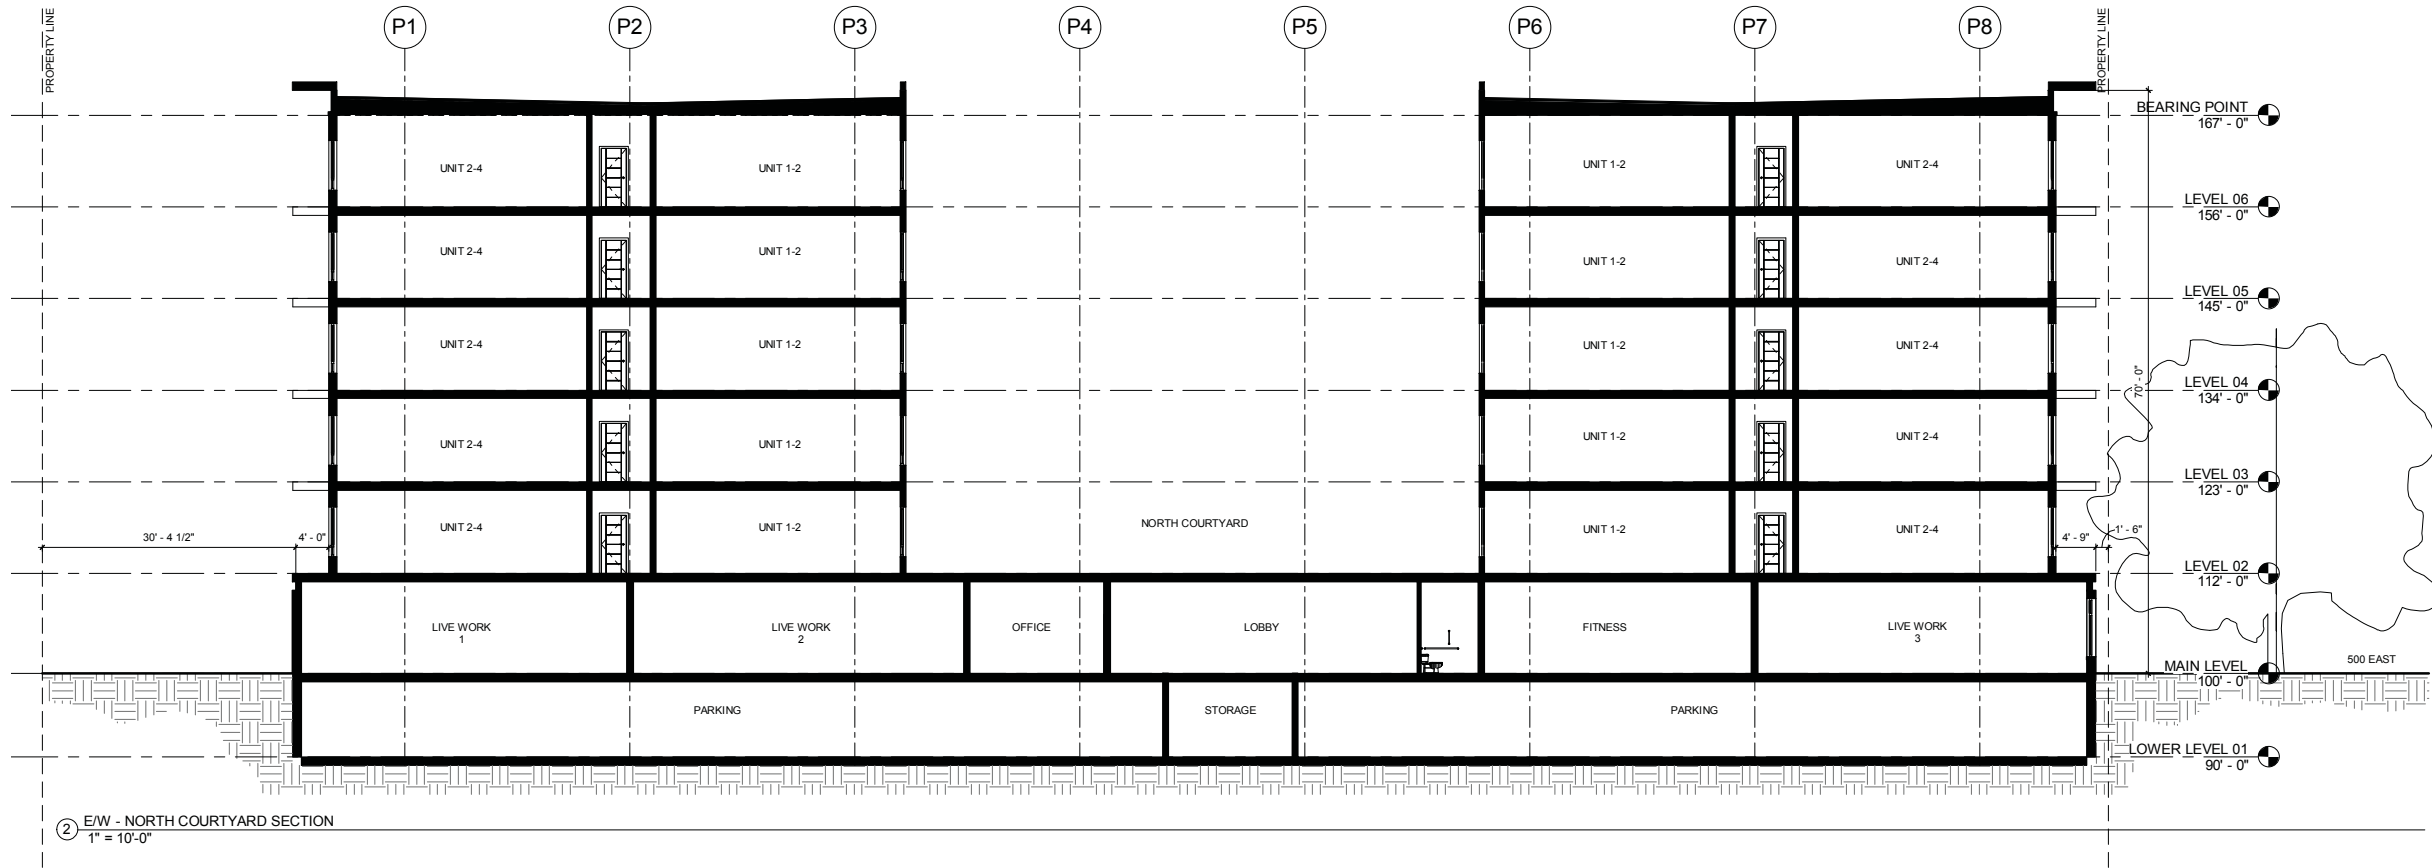 PROPERTY LINE
P1
P2
P3
P4
P5
P6
P7
P8
PROPERTY LINE
BEARING POINT
167' - 0"
UNIT 2-4
UNIT 1-2
UNIT 1-2
UNIT 2-4
LEVEL 06
156' - 0"
UNIT 2-4
UNIT 1-2
UNIT 1-2
UNIT 2-4
LEVEL 05
145' - 0"
UNIT 2-4
UNIT 1-2
UNIT 1-2
UNIT 2-4
70' - 0"
LEVEL 04
134' - 0"
UNIT 2-4
UNIT 1-2
UNIT 1-2
UNIT 2-4
LEVEL 03
123' - 0"
UNIT 2-4
UNIT 1-2
NORTH COURTYARD
UNIT 1-2
UNIT 2-4
30' - 4 1/2"
4' - 0"
4' - 9"
1' - 6"
LEVEL 02
112' - 0"
LIVE WORK
1
LIVE WORK
2
OFFICE
LOBBY
FITNESS
LIVE WORK
3
500 EAST
MAIN LEVEL
100' - 0"
PARKING
STORAGE
PARKING
LOWER LEVEL 01
90' - 0"
2
E/W - NORTH COURTYARD SECTION
1" = 10'-0"